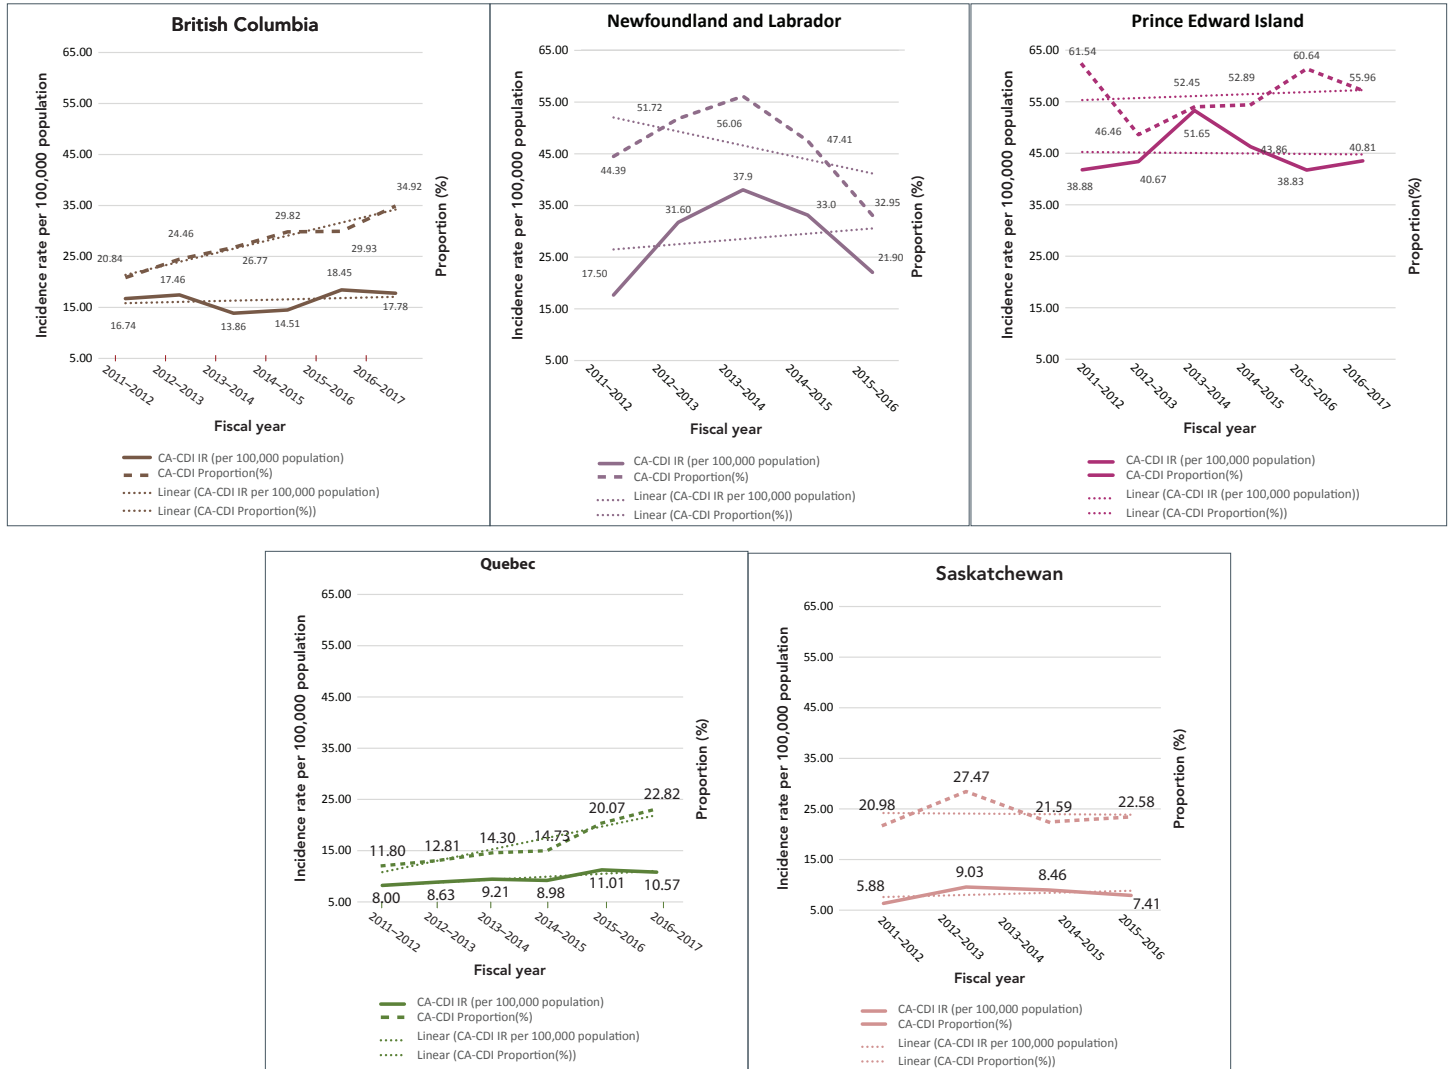 British Columbia
Incidence rate per 100,000 population
65.00
55.00
45.00
35.00
25.00
15.00
5.00
20.84
24.46
26.77
29.82
29.93
34.92
16.74
17.46
13.86
14.51
18.45
17.78
Proportion (%)
2011–2012
2012–2013
2013–2014
2014–2015
2015–2016
2016–2017
Fiscal year
CA-CDI IR (per 100,000 population)
CA-CDI Proportion(%)
Linear (CA-CDI IR per 100,000 population)
Linear (CA-CDI Proportion(%))
Newfoundland and Labrador
Incidence rate per 100,000 population
65.00
55.00
45.00
35.00
25.00
15.00
5.00
44.39
51.72
56.06
47.41
32.95
17.50
31.60
37.9
33.0
21.90
Proportion (%)
2011–2012
2012–2013
2013–2014
2014–2015
2015–2016
Fiscal year
CA-CDI IR (per 100,000 population)
CA-CDI Proportion(%)
Linear (CA-CDI IR per 100,000 population)
Linear (CA-CDI Proportion(%))
Prince Edward Island
Incidence rate per 100,000 population
65.00
55.00
45.00
35.00
25.00
15.00
5.00
61.54
46.46
52.45
52.89
60.64
55.96
38.88
40.67
51.65
43.86
38.83
40.81
Proportion(%)
2011–2012
2012–2013
2013–2014
2014–2015
2015–2016
2016–2017
Fiscal year
CA-CDI IR (per 100,000 population)
CA-CDI Proportion(%)
Linear (CA-CDI IR (per 100,000 population))
Linear (CA-CDI Proportion(%))
Quebec
Incidence rate per 100,000 population
65.00
55.00
45.00
35.00
25.00
15.00
5.00
11.80
12.81
14.30
14.73
20.07
22.82
8.00
8.63
9.21
8.98
11.01
10.57
Proportion (%)
2011–2012
2012–2013
2013–2014
2014–2015
2015–2016
2016–2017
Fiscal year
CA-CDI IR (per 100,000 population)
CA-CDI Proportion(%)
Linear (CA-CDI IR per 100,000 population)
Linear (CA-CDI Proportion(%))
Saskatchewan
Incidence rate per 100,000 population
65.00
55.00
45.00
35.00
25.00
15.00
5.00
20.98
27.47
21.59
22.58
5.88
9.03
8.46
7.41
Proportion (%)
2011–2012
2012–2013
2013–2014
2014–2015
2015–2016
Fiscal year
CA-CDI IR (per 100,000 population)
CA-CDI Proportion(%)
Linear (CA-CDI IR per 100,000 population)
Linear (CA-CDI Proportion(%))